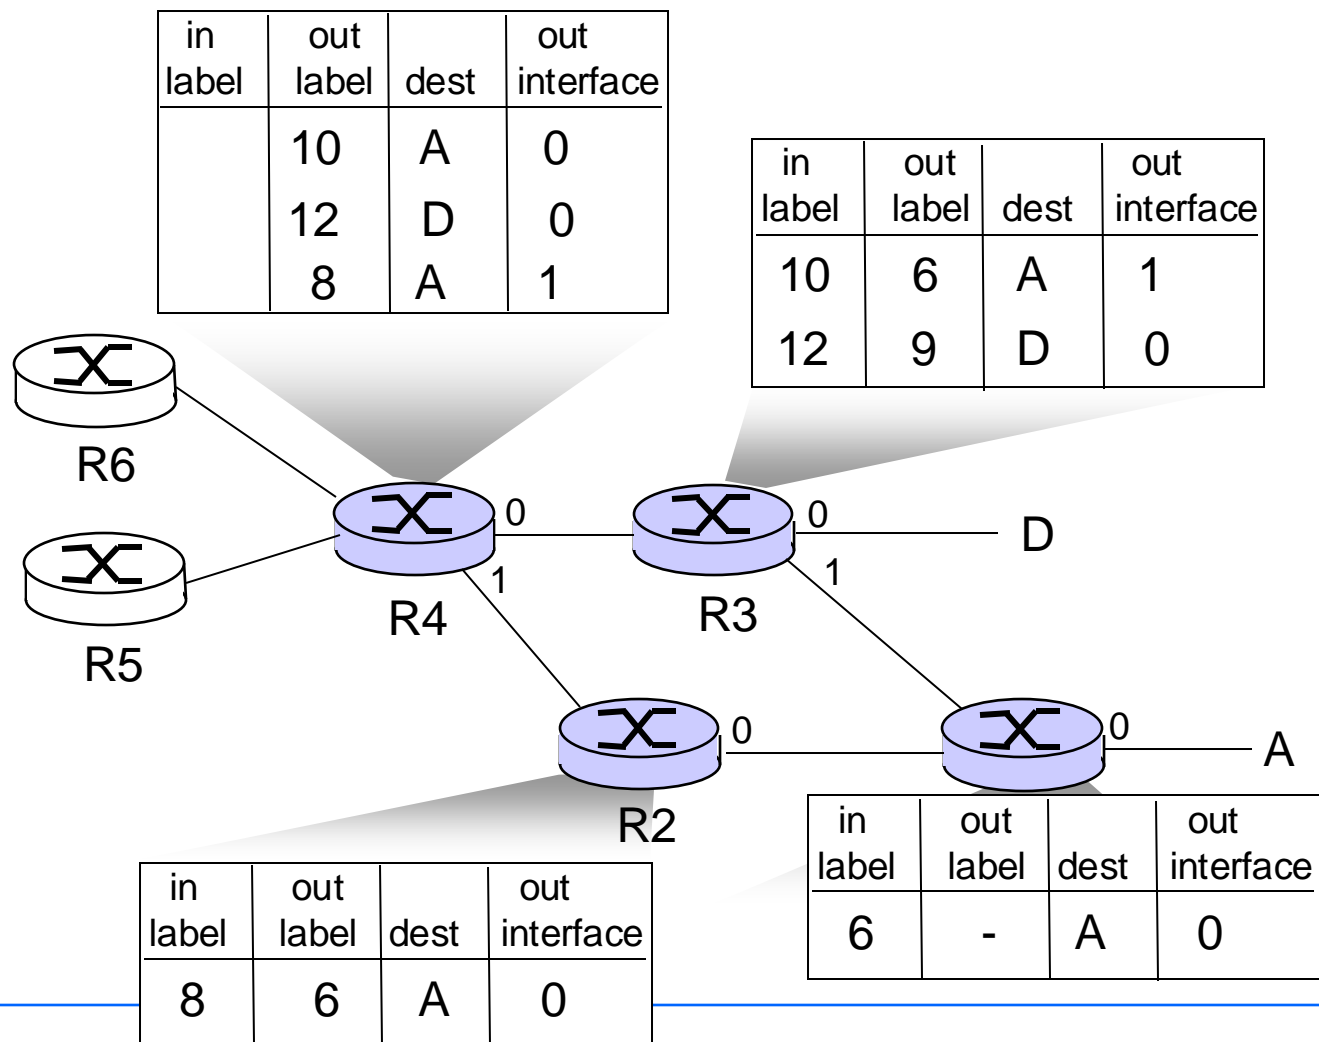 in out out
label label dest interface
10 A 0
12 D 0
8 A 1
in out out
label label dest interface
10 6 A 1
12 9 D 0
R6
R5
R4
0
1
R3
0
1
D
R2
0
0
A
in out out
label label dest interface
6 - A 0
in out out
label label dest interface
8 6 A 0